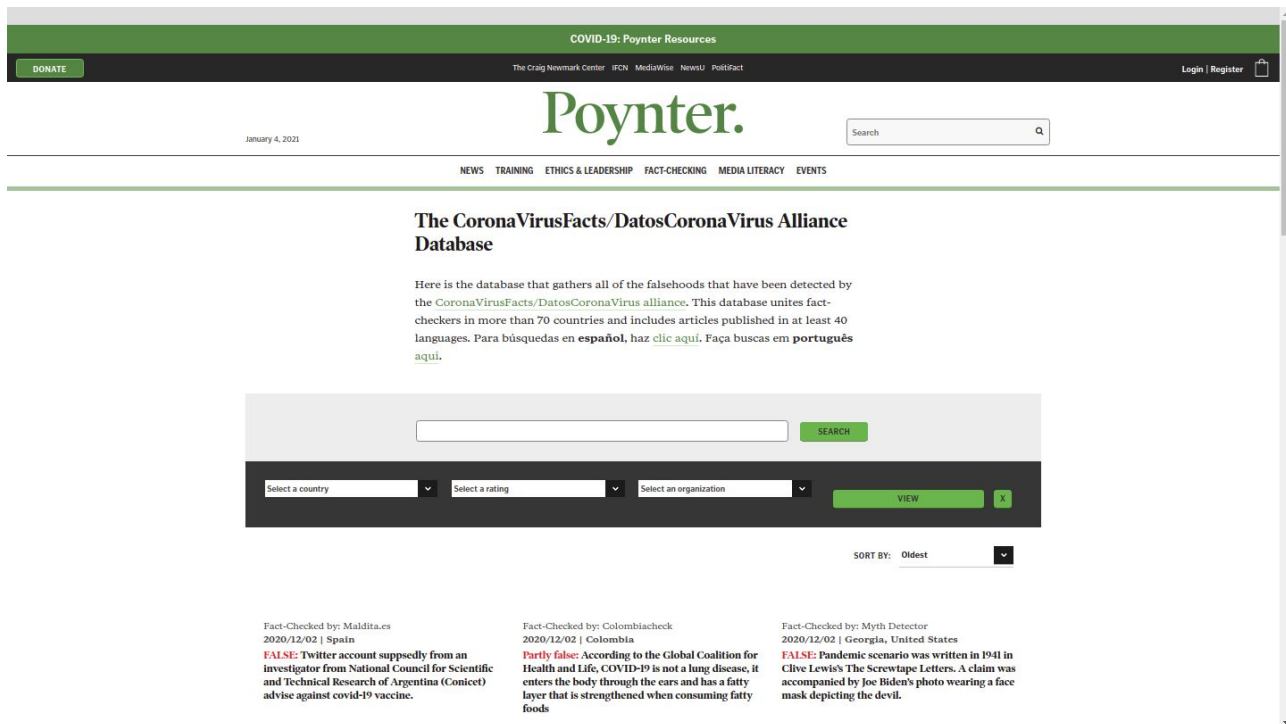 COVID-19: Poynter Resources
DONATE
The Craig Newmark Center IFCN MediaWise NewsU PolitiFact
Login | Register
Poynter.
January 4, 2021
Search
NEWS TRAINING ETHICS & LEADERSHIP FACT-CHECKING MEDIA LITERACY EVENTS
The CoronaVirusFacts/DatosCoronaVirus Alliance
Database
Here is the database that gathers all of the falsehoods that have been detected by
the CoronaVirusFacts/DatosCoronaVirus alliance. This database unites fact-
checkers in more than 70 countries and includes articles published in at least 40
languages. Para búsquedas en español, haz clic aquí. Faça buscas em português
aqui.
SEARCH
Select a country
Select a rating
Select an organization
VIEW
X
SORT BY: Oldest
Fact-Checked by: Maldita.es
2020/12/02 | Spain
FALSE: Twitter account suppsedly from an
investigator from National Council for Scientific
and Technical Research of Argentina (Conicet)
advise against covid-19 vaccine.
Fact-Checked by: Colombiacheck
2020/12/02 | Colombia
Partly false: According to the Global Coalition for
Health and Life, COVID-19 is not a lung disease, it
enters the body through the ears and has a fatty
layer that is strengthened when consuming fatty
foods
Fact-Checked by: Myth Detector
2020/12/02 | Georgia, United States
FALSE: Pandemic scenario was written in 1941 in
Clive Lewis's The Screwtape Letters. A claim was
accompanied by Joe Biden's photo wearing a face
mask depicting the devil.